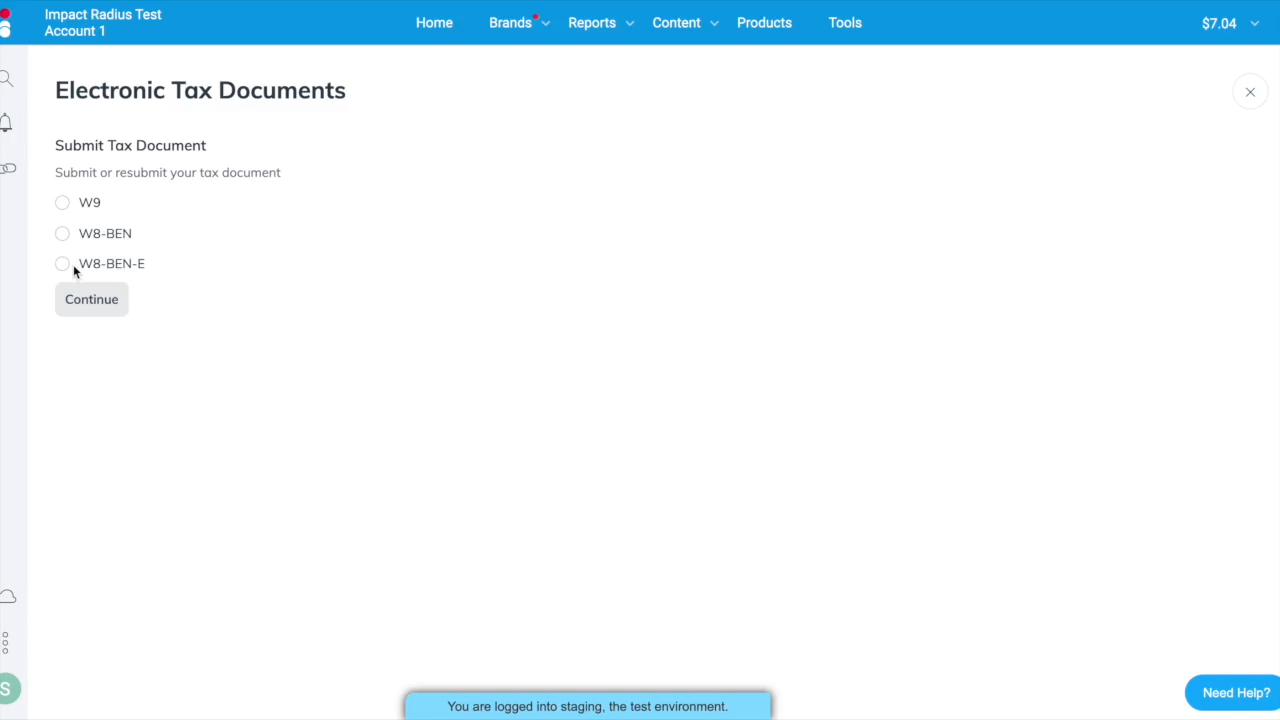 Impact Radius Test
Account 1
Home
Brands
Reports
Content
Products
Tools
$7.04
Electronic Tax Documents
Submit Tax Document
Submit or resubmit your tax document
W9
W8-BEN
W8-BEN-E
Continue
S
Need Help?
You are logged into staging, the test environment.